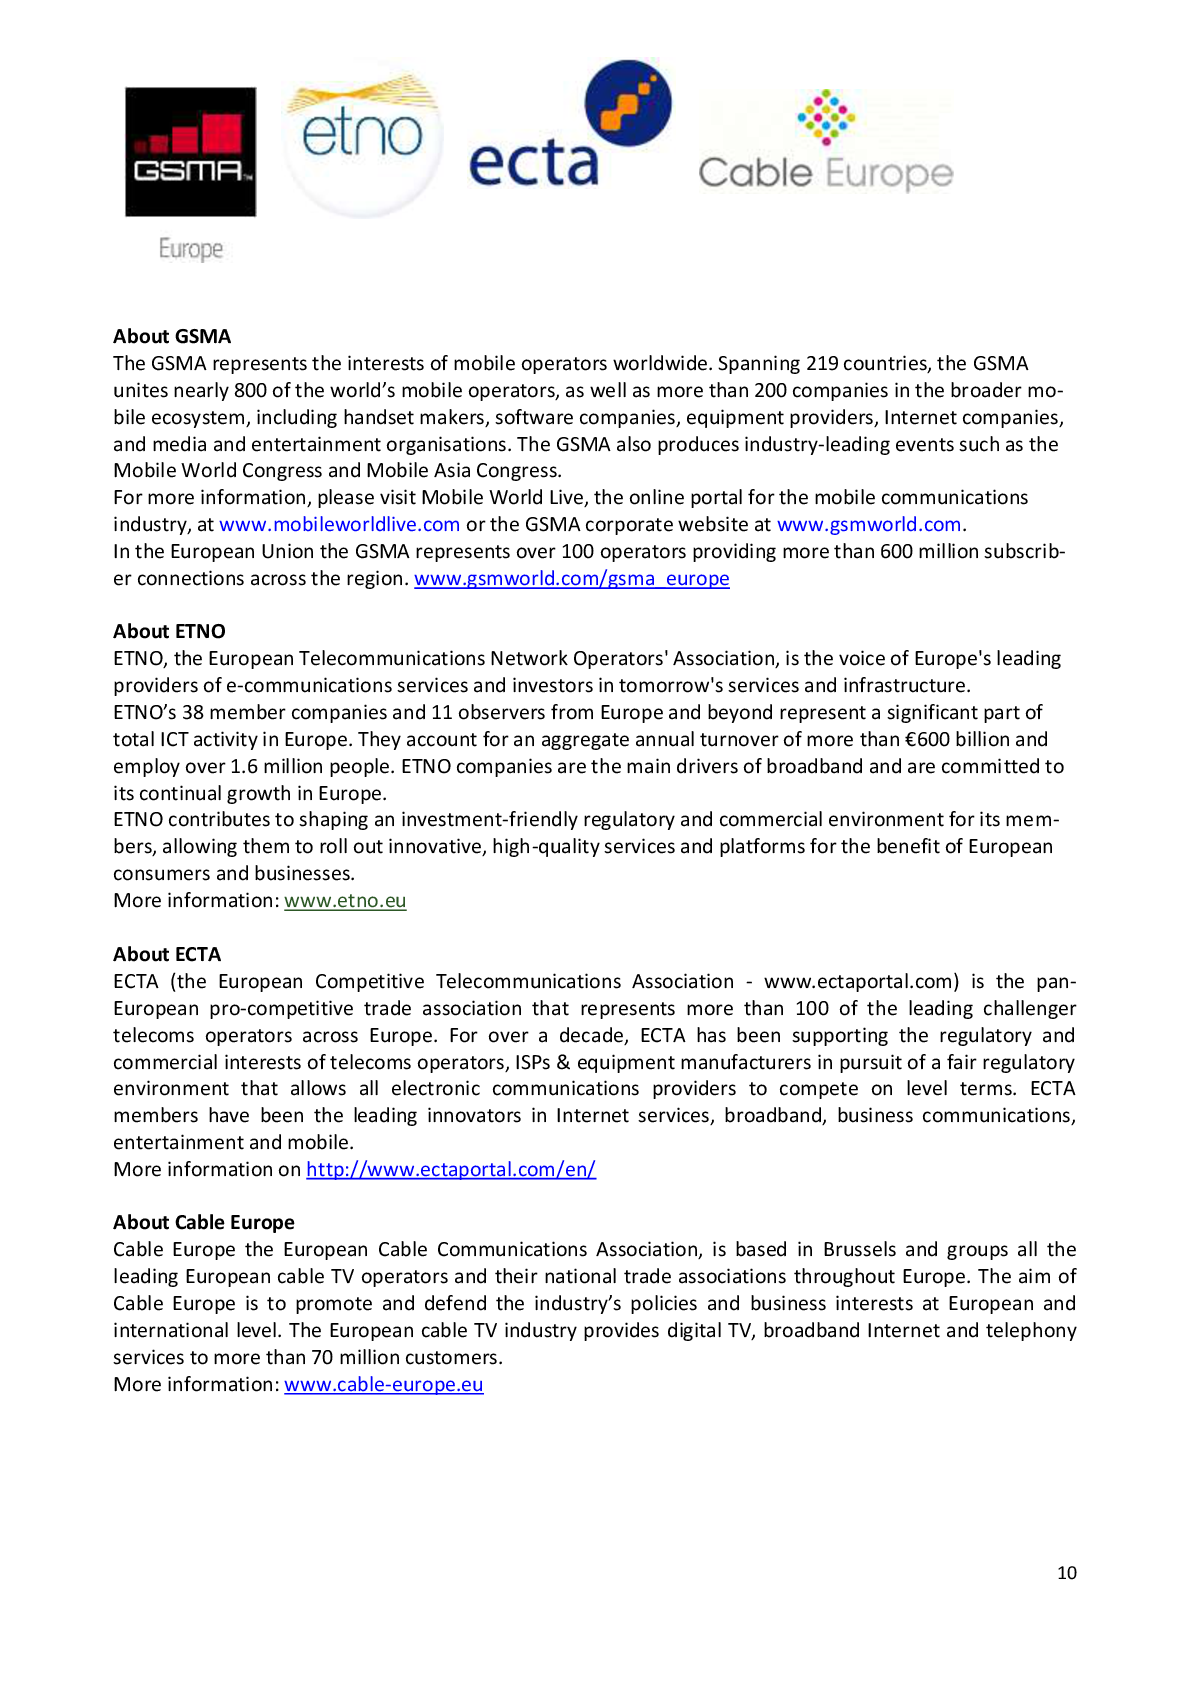 GSMA™
Europe
etno
ecta
Cable Europe
About GSMA
The GSMA represents the interests of mobile operators worldwide. Spanning 219 countries, the GSMA
unites nearly 800 of the world’s mobile operators, as well as more than 200 companies in the broader mo-
bile ecosystem, including handset makers, software companies, equipment providers, Internet companies,
and media and entertainment organisations. The GSMA also produces industry-leading events such as the
Mobile World Congress and Mobile Asia Congress.
For more information, please visit Mobile World Live, the online portal for the mobile communications
industry, at www.mobileworldlive.com or the GSMA corporate website at www.gsmworld.com.
In the European Union the GSMA represents over 100 operators providing more than 600 million subscrib-
er connections across the region. www.gsmworld.com/gsma_europe
About ETNO
ETNO, the European Telecommunications Network Operators' Association, is the voice of Europe's leading
providers of e-communications services and investors in tomorrow's services and infrastructure.
ETNO’s 38 member companies and 11 observers from Europe and beyond represent a significant part of
total ICT activity in Europe. They account for an aggregate annual turnover of more than €600 billion and
employ over 1.6 million people. ETNO companies are the main drivers of broadband and are committed to
its continual growth in Europe.
ETNO contributes to shaping an investment-friendly regulatory and commercial environment for its mem-
bers, allowing them to roll out innovative, high-quality services and platforms for the benefit of European
consumers and businesses.
More information: www.etno.eu
About ECTA
ECTA (the European Competitive Telecommunications Association - www.ectaportal.com) is the pan-
European pro-competitive trade association that represents more than 100 of the leading challenger
telecoms operators across Europe. For over a decade, ECTA has been supporting the regulatory and
commercial interests of telecoms operators, ISPs & equipment manufacturers in pursuit of a fair regulatory
environment that allows all electronic communications providers to compete on level terms. ECTA
members have been the leading innovators in Internet services, broadband, business communications,
entertainment and mobile.
More information on http://www.ectaportal.com/en/
About Cable Europe
Cable Europe the European Cable Communications Association, is based in Brussels and groups all the
leading European cable TV operators and their national trade associations throughout Europe. The aim of
Cable Europe is to promote and defend the industry’s policies and business interests at European and
international level. The European cable TV industry provides digital TV, broadband Internet and telephony
services to more than 70 million customers.
More information: www.cable-europe.eu
10